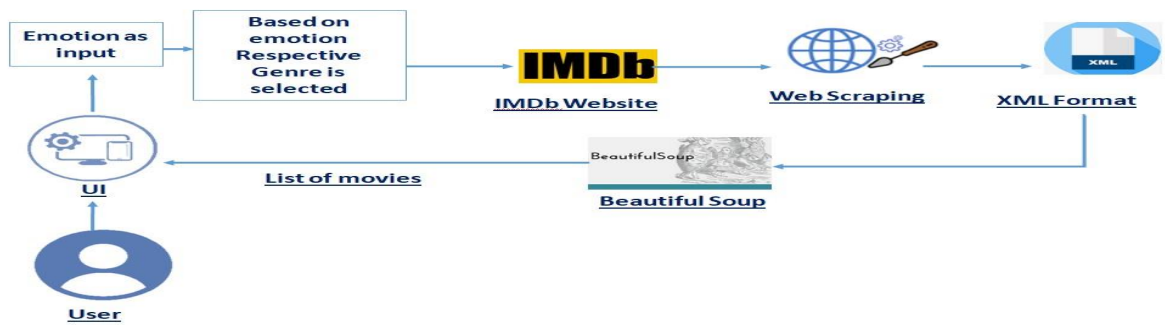 Emotion as
input
Based on
emotion
Respective
Genre is
selected
IMDb
IMDb Website
Web Scraping
XML
XML Format
UI
List of movies
BeautifulSoup
Beautiful Soup
User